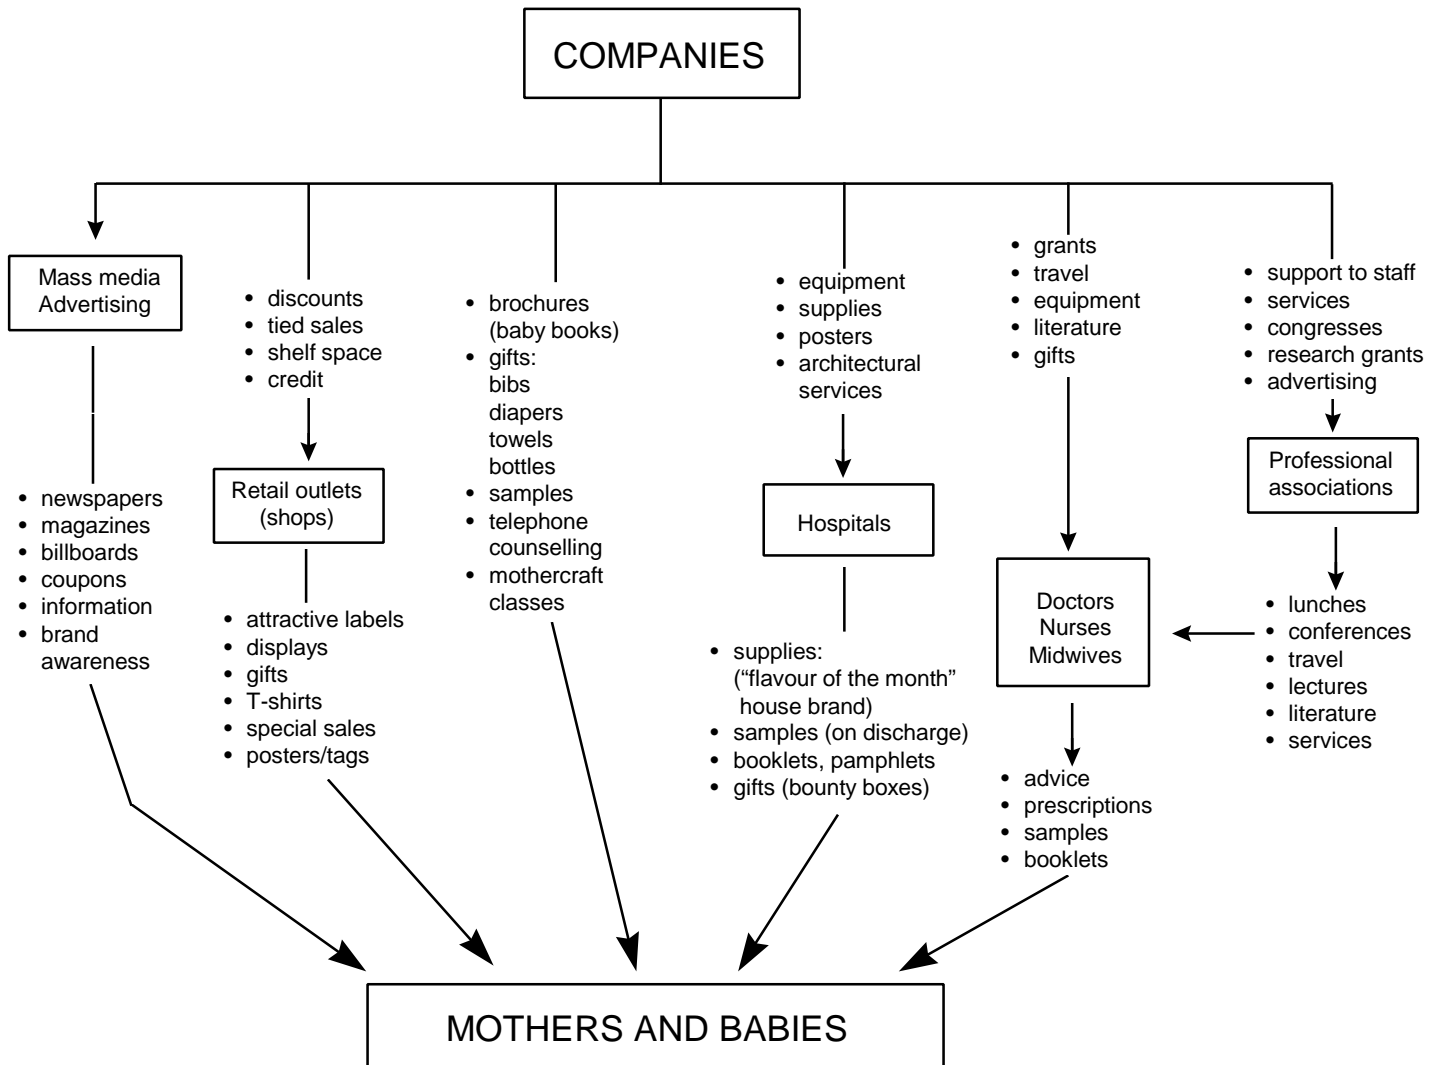 COMPANIES
Mass media
Advertising
• newspapers
• magazines
• billboards
• coupons
• information
• brand
awareness
• discounts
• tied sales
• shelf space
• credit
Retail outlets
(shops)
• attractive labels
• displays
• gifts
• T-shirts
• special sales
• posters/tags
• brochures
(baby books)
• gifts:
bibs
diapers
towels
bottles
• samples
• telephone
counselling
• mothercraft
classes
• equipment
• supplies
• posters
• architectural
services
Hospitals
• supplies:
(“flavour of the month”
house brand)
• samples (on discharge)
• booklets, pamphlets
• gifts (bounty boxes)
• grants
• travel
• equipment
• literature
• gifts
Doctors
Nurses
Midwives
• advice
• prescriptions
• samples
• booklets
• support to staff
• services
• congresses
• research grants
• advertising
Professional
associations
• lunches
• conferences
• travel
• lectures
• literature
• services
MOTHERS AND BABIES